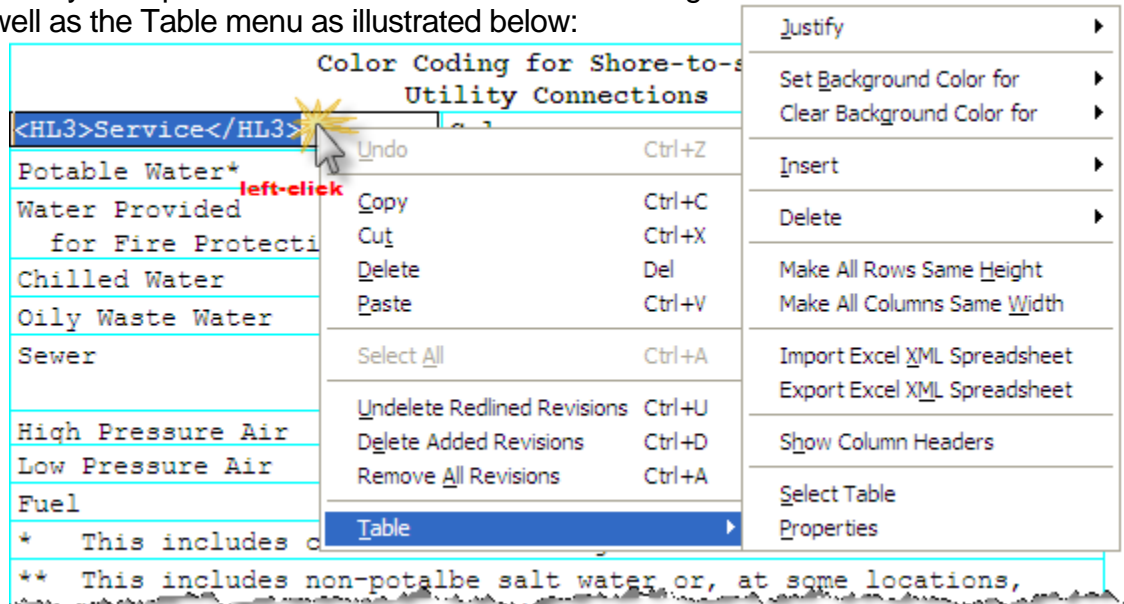 well as the Table menu as illustrated below:
Color Coding for Shore-to-s
Utility Connections
<HL3>Service</HL3>
Potable Water*
left-click
Water Provided
for Fire Protecti
Chilled Water
Oily Waste Water
Sewer
High Pressure Air
Low Pressure Air
Fuel
* This includes c
** This includes non-potalbe salt water or, at some locations,
Undo Ctrl+Z
Copy Ctrl+C
Cut Ctrl+X
Delete Del
Paste Ctrl+V
Select All Ctrl+A
Undelete Redlined Revisions Ctrl+U
Delete Added Revisions Ctrl+D
Remove All Revisions Ctrl+A
Table
Justify
Set Background Color for
Clear Background Color for
Insert
Delete
Make All Rows Same Height
Make All Columns Same Width
Import Excel XML Spreadsheet
Export Excel XML Spreadsheet
Show Column Headers
Select Table
Properties